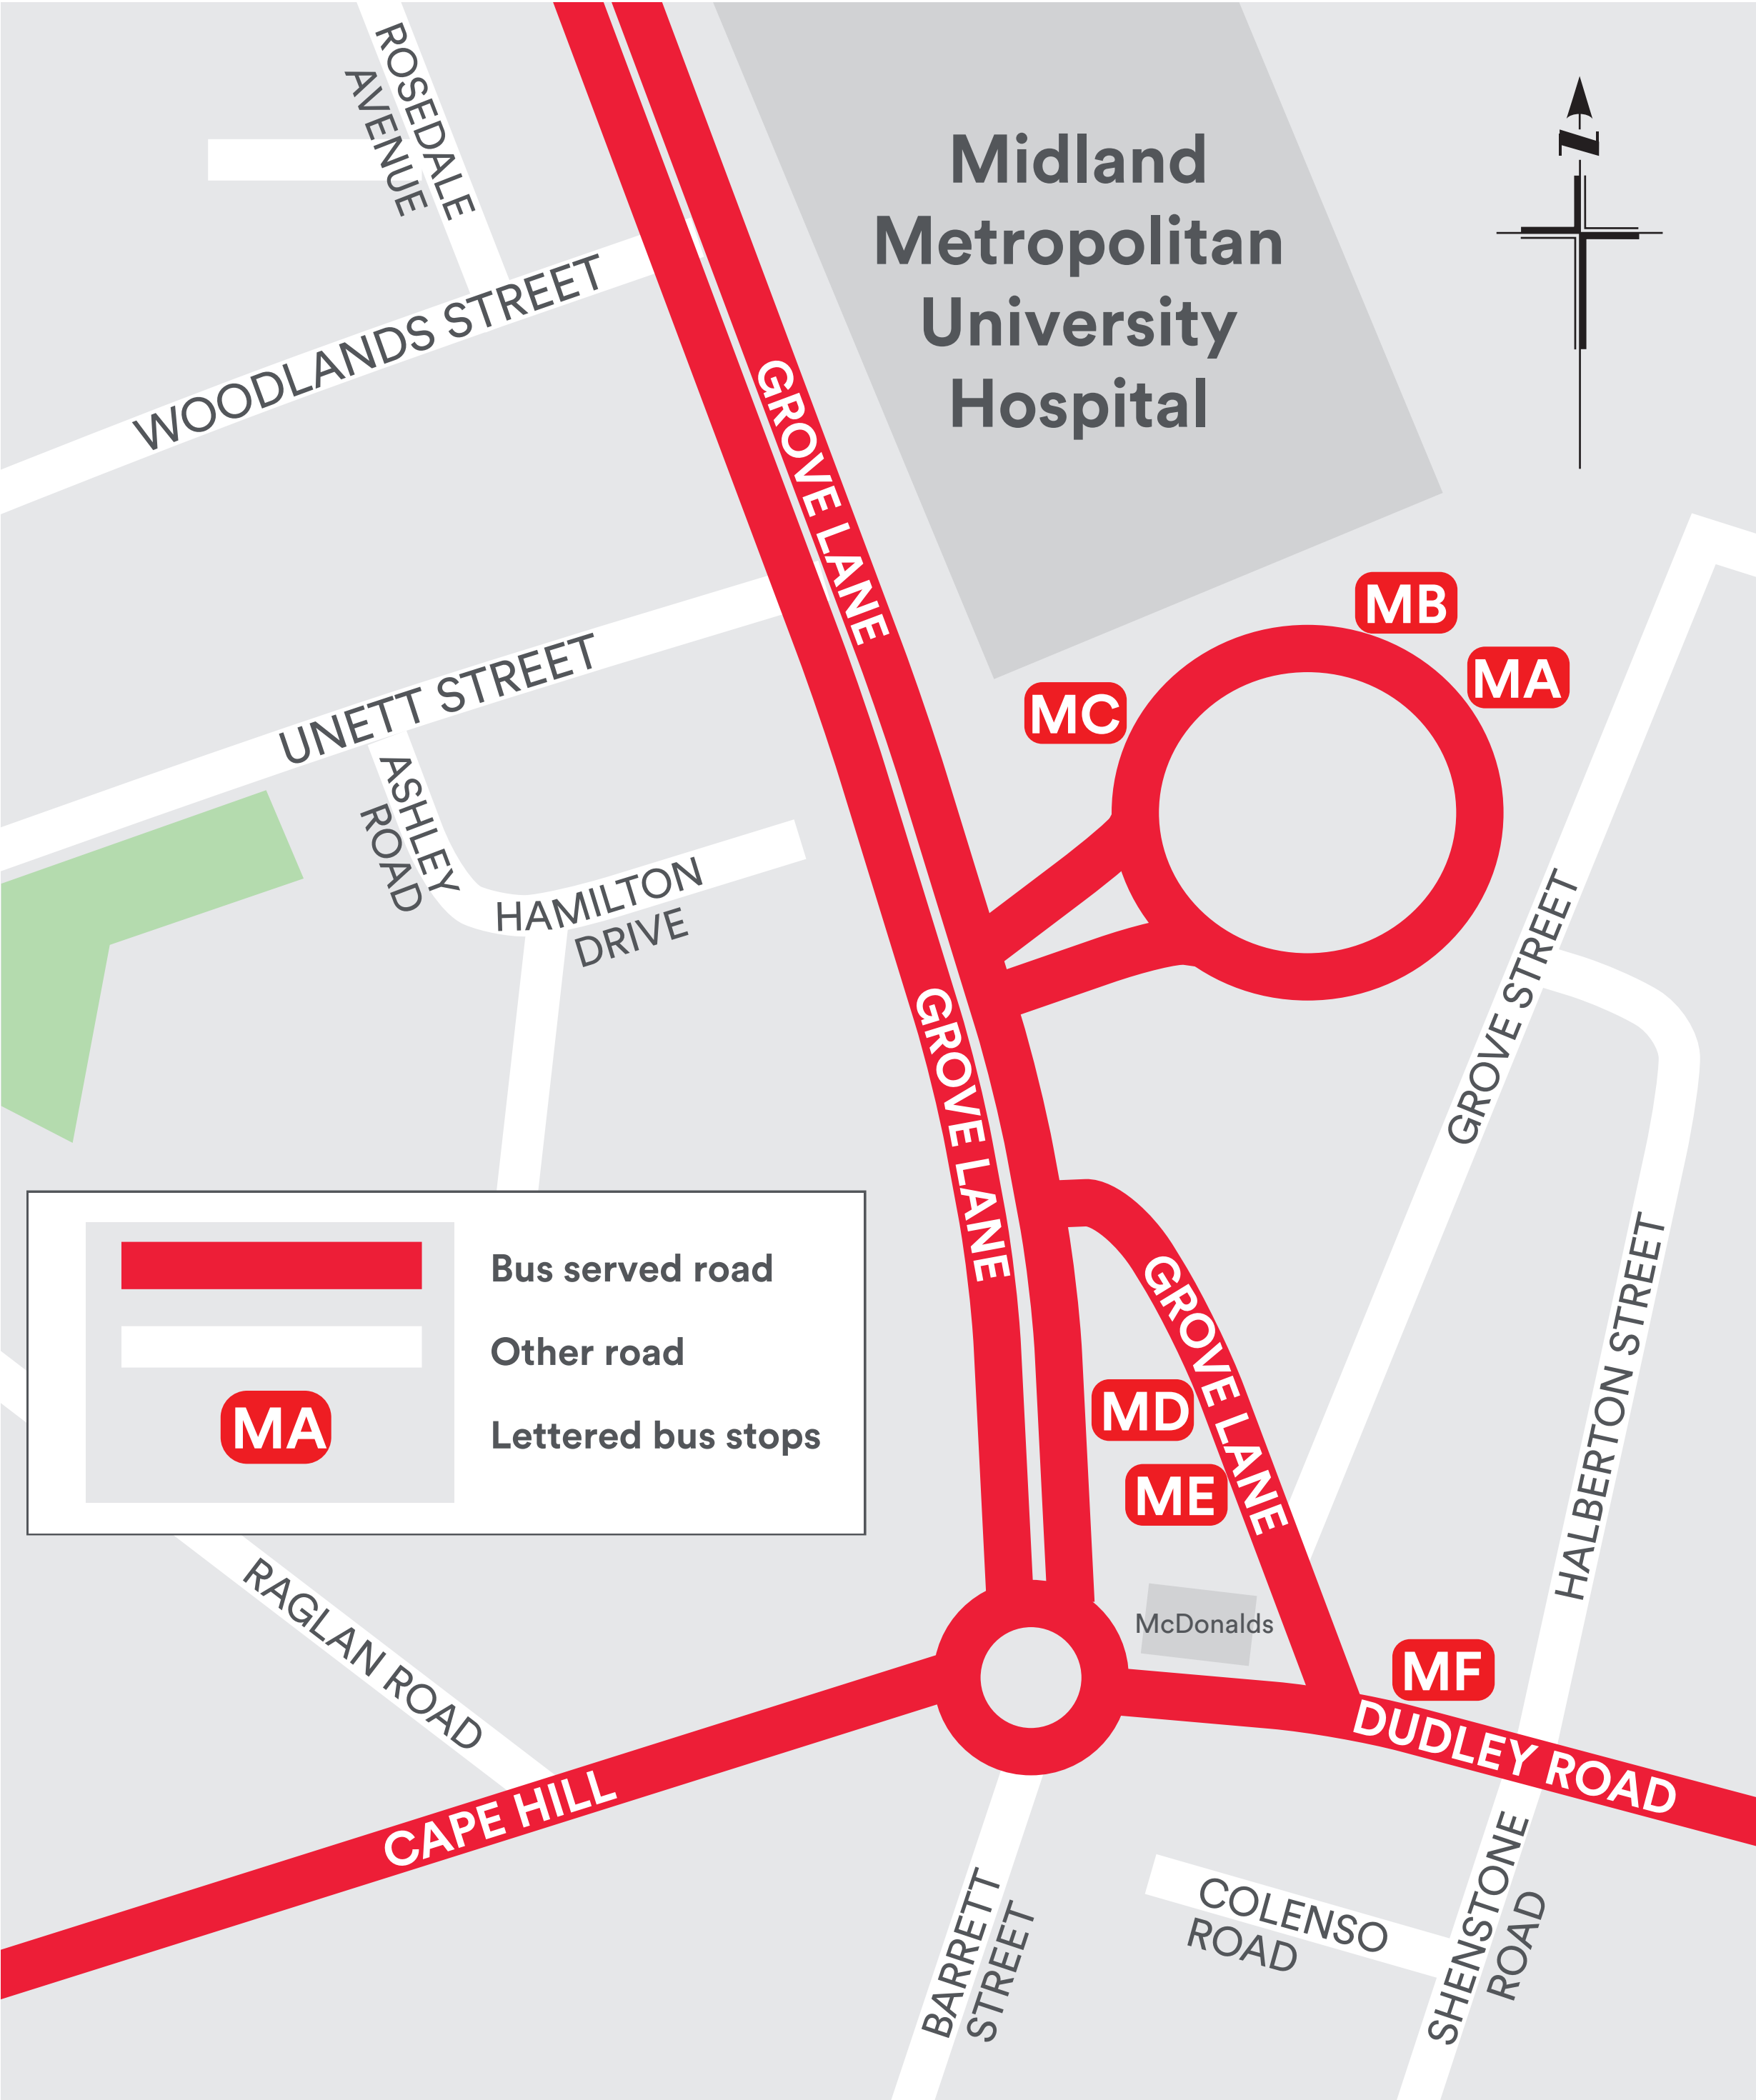 ROSEDALE
AVENUE
Midland
Metropolitan
University
Hospital
N
WOODLANDS STREET
GROVE LANE
MB
MA
MC
UNETT STREET
ASHLEY
ROAD
HAMILTON
DRIVE
GROVE STREET
GROVE LANE
Bus served road
Other road
MA
Lettered bus stops
GROVE LANE
MD
ME
HALBERTON STREET
McDonalds
RAGLAN ROAD
MF
DUDLEY ROAD
CAPE HILL
BARRETT
STREET
COLENSO
ROAD
SHENSTONE
ROAD